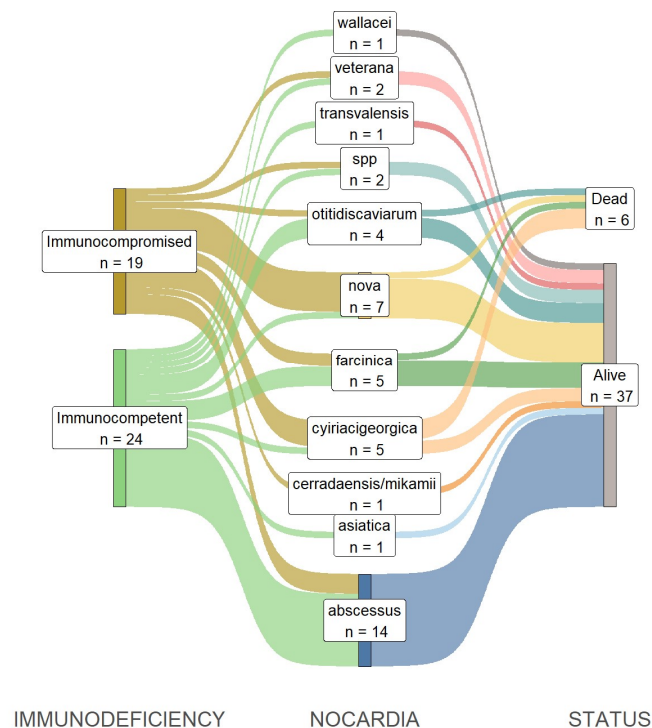 wallacei
n = 1
veterana
n = 2
transvalensis
n = 1
spp
n = 2
Dead
n = 6
otitidiscaviarum
n = 4
Immunocompromised
n = 19
nova
n = 7
farcinica
n = 5
Alive
n = 37
Immunocompetent
n = 24
cyiriacigeorgica
n = 5
cerradaensis/mikamii
n = 1
asiatica
n = 1
abscessus
n = 14
IMMUNODEFICIENCY NOCARDIA STATUS